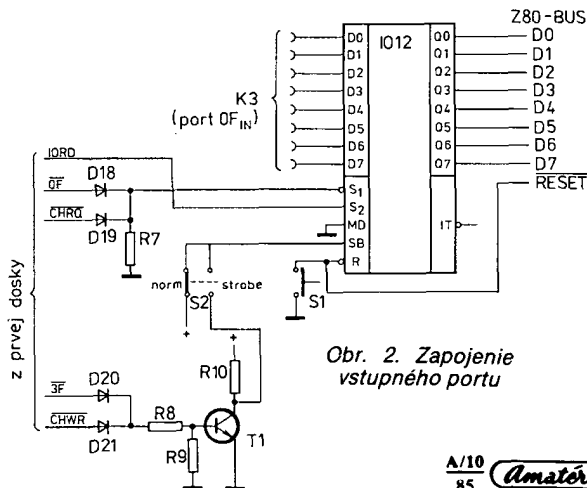 Z80-BUS
D0 IO12 Q0 D0
D1 Q1 D1
D2 Q2 D2
D3 Q3 D3
D4 Q4 D4
D5 Q5 D5
D6 Q6 D6
D7 Q7 D7
K3
(port 0F_IN)
RESET
IORD
0F
D18
CHRQ
D19
R7
S1
S2
MD
SB
R
IT
norm strobe
S2
S1
z prvej dosky
+ +
R10
3F
D20
CHWR
D21
R8
R9
T1
Obr. 2. Zapojenie
vstupného portu
A/10
85
Amatér